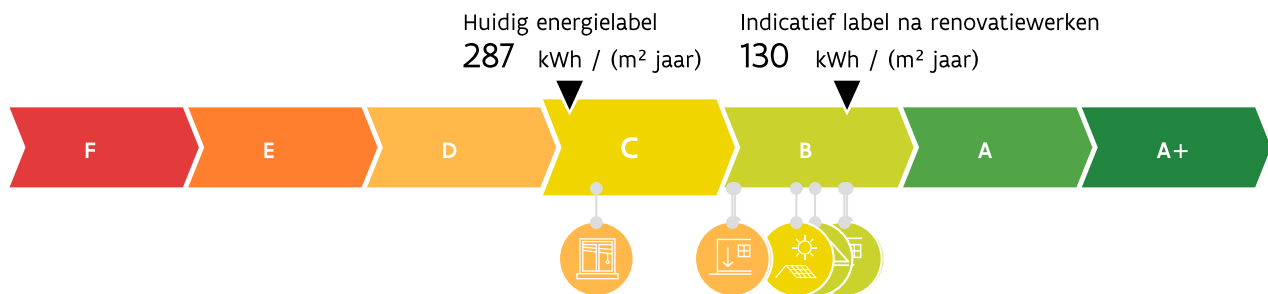 Huidig energielabel
287 kWh / (m² jaar)
Indicatief label na renovatiewerken
130 kWh / (m² jaar)
F E D C B A A+